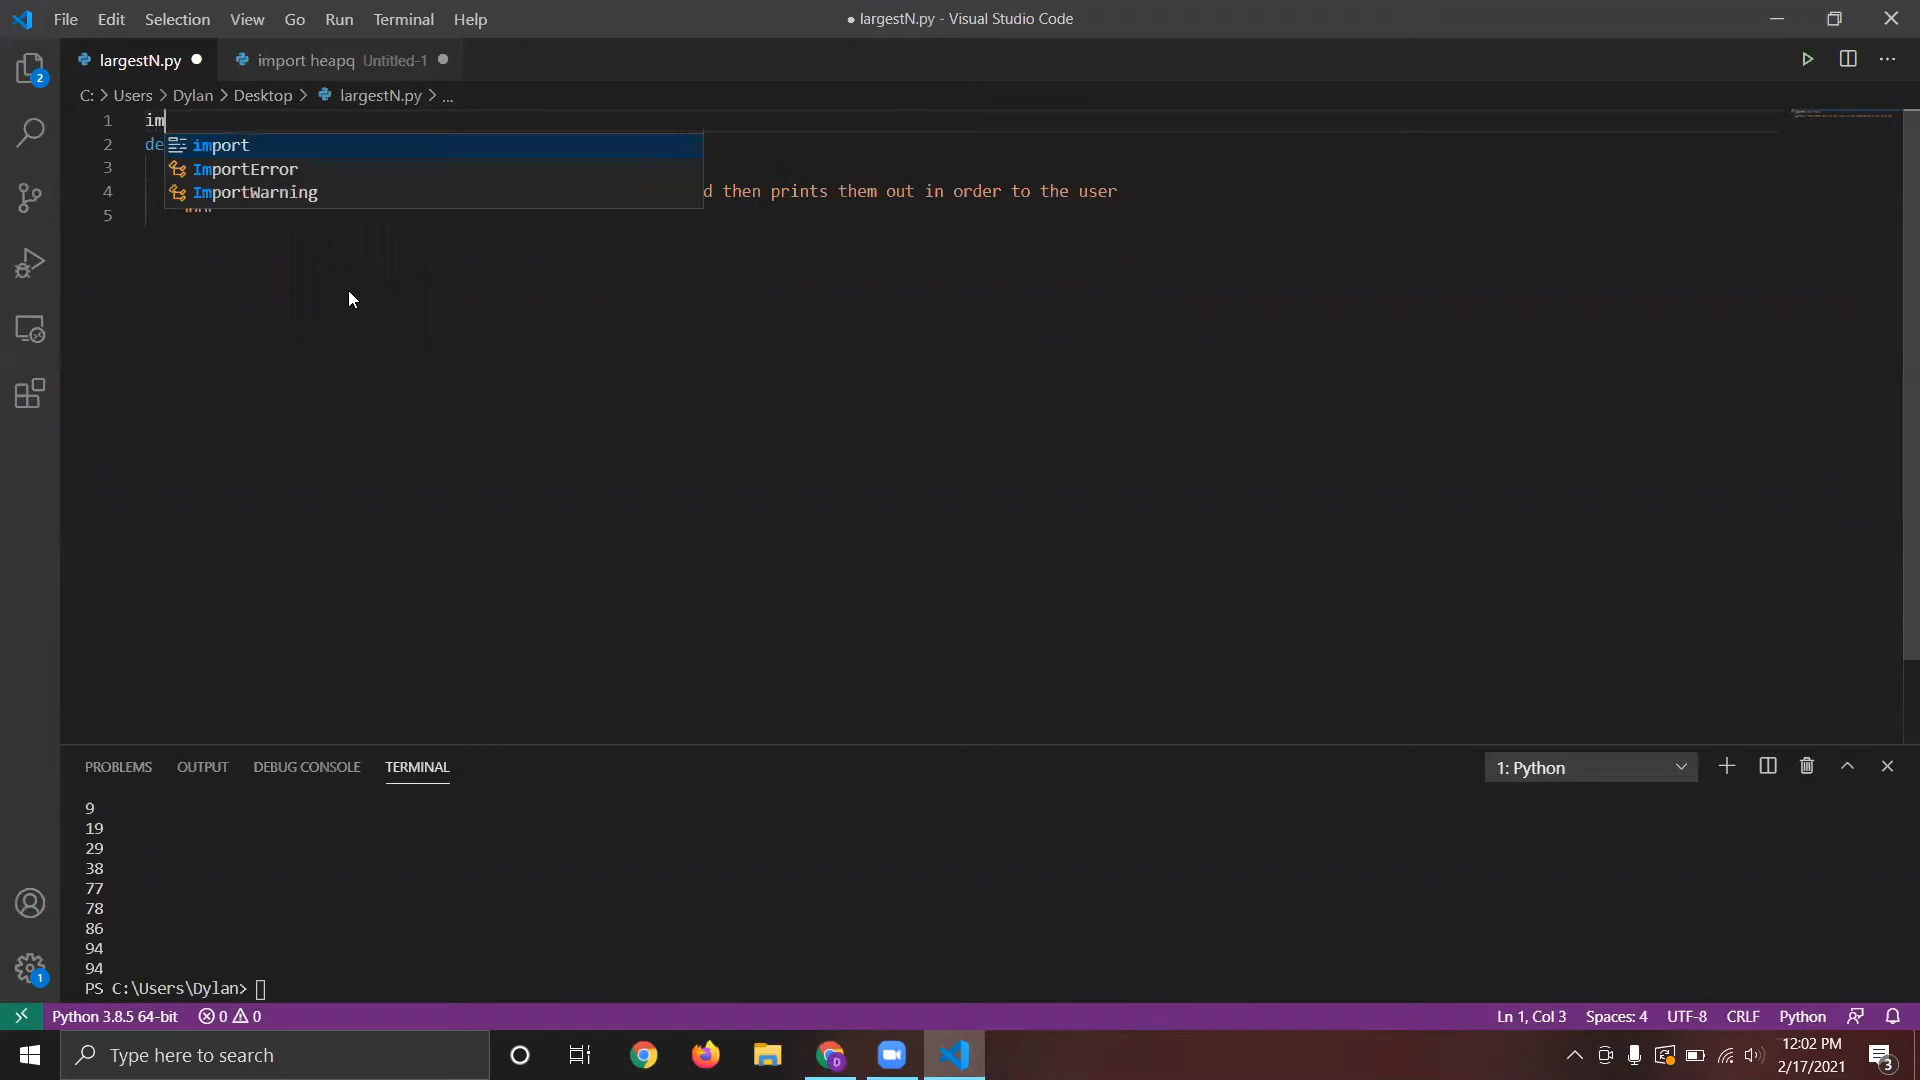 File Edit Selection View Go Run Terminal Help
● largestN.py - Visual Studio Code
largestN.py
import heapq Untitled-1
C: > Users > Dylan > Desktop > largestN.py > ...
1 im
2 de
3
4 d then prints them out in order to the user
5 """
import
ImportError
ImportWarning
2
PROBLEMS OUTPUT DEBUG CONSOLE TERMINAL
1: Python
9
19
29
38
77
78
86
94
94
PS C:\Users\Dylan>
1
Python 3.8.5 64-bit 0 0
Ln 1, Col 3 Spaces: 4 UTF-8 CRLF Python
Type here to search
12:02 PM
2/17/2021
3